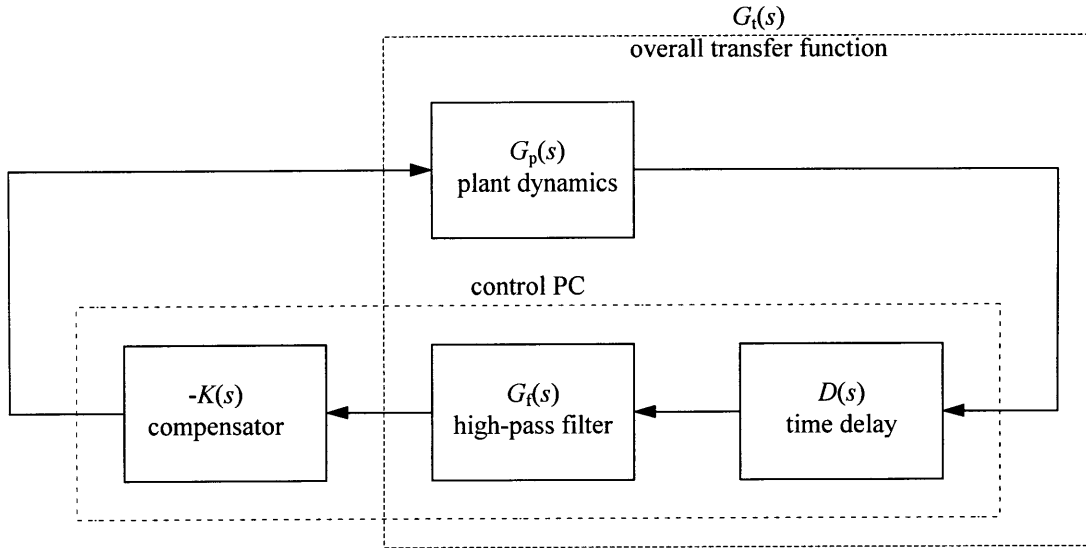 G_t(s)
overall transfer function
G_p(s)
plant dynamics
control PC
-K(s)
compensator
G_f(s)
high-pass filter
D(s)
time delay